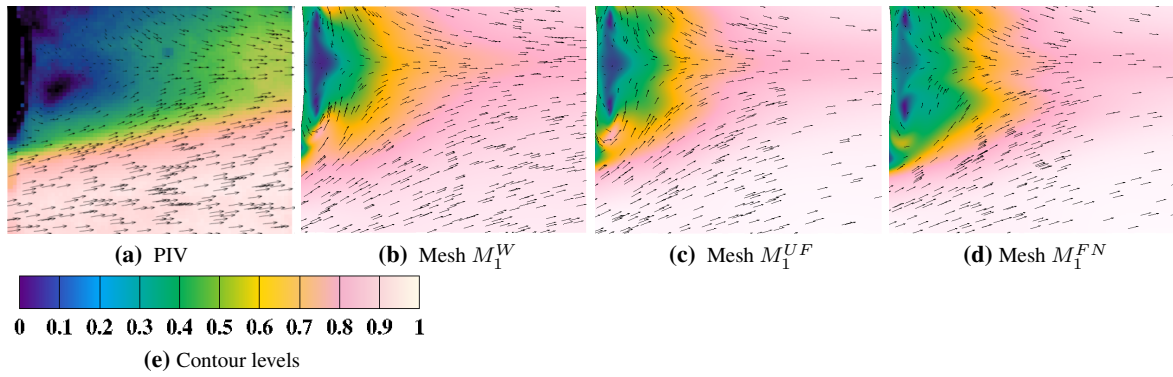 (a) PIV
(b) Mesh M_1^W
(c) Mesh M_1^{UF}
(d) Mesh M_1^{FN}
0 0.1 0.2 0.3 0.4 0.5 0.6 0.7 0.8 0.9 1
(e) Contour levels